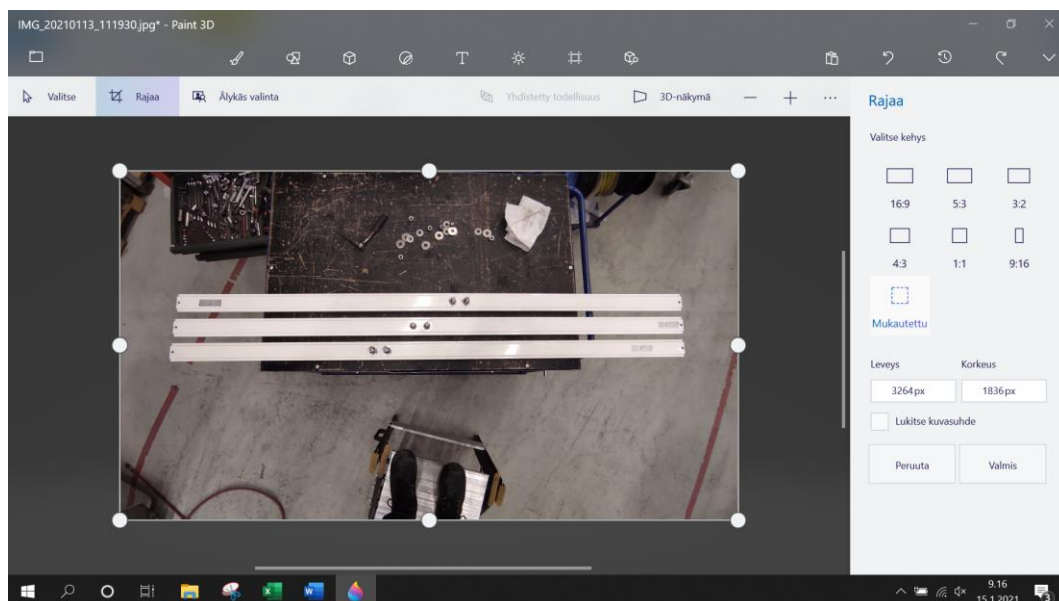 IMG_20210113_111930.jpg* - Paint 3D
Valitse
Rajaa
Älykäs valinta
Yhdistetty todellisuus
3D-näkymä
Rajaa
Valitse kehys
16:9 5:3 3:2
4:3 1:1 9:16
Mukautettu
Leveys Korkeus
3264px 1836px
Lukitse kuvasuhde
Peruuta Valmis
9.16
15.1.2021
3